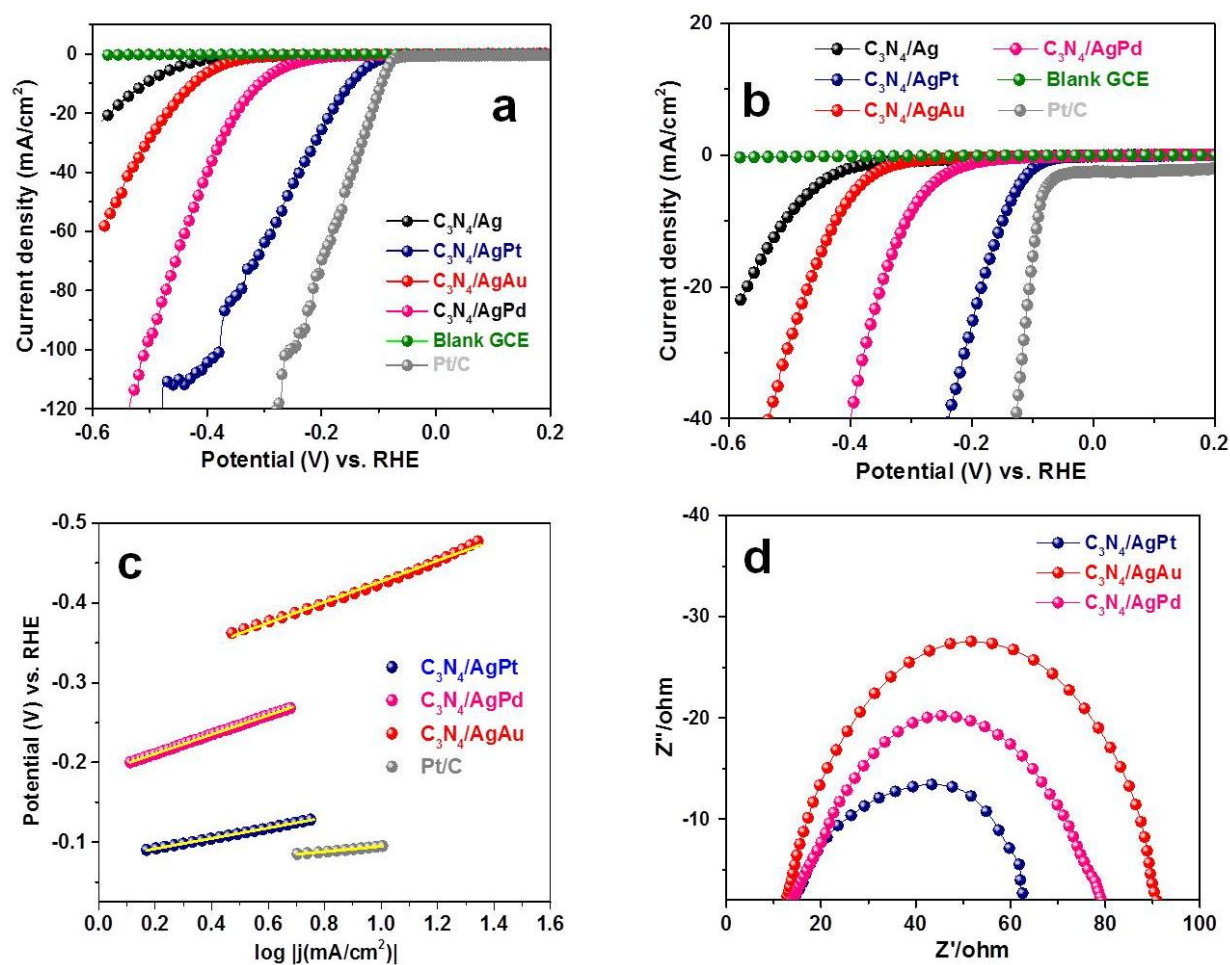 a
20
0
-20
-40
-60
-80
-100
-120
-0.6
-0.4
-0.2
0.0
0.2
Current density (mA/cm²)
Potential (V) vs. RHE
C₃N₄/Ag
C₃N₄/AgPt
C₃N₄/AgAu
C₃N₄/AgPd
Blank GCE
Pt/C
b
20
0
-20
-40
-0.6
-0.4
-0.2
0.0
0.2
Current density (mA/cm²)
Potential (V) vs. RHE
C₃N₄/Ag
C₃N₄/AgPt
C₃N₄/AgAu
C₃N₄/AgPd
Blank GCE
Pt/C
c
-0.5
-0.4
-0.3
-0.2
-0.1
0.0
0.2
0.4
0.6
0.8
1.0
1.2
1.4
1.6
Potential (V) vs. RHE
log |j(mA/cm²)|
C₃N₄/AgPt
C₃N₄/AgPd
C₃N₄/AgAu
Pt/C
d
-40
-30
-20
-10
0
20
40
60
80
100
Z"/ohm
Z'/ohm
C₃N₄/AgPt
C₃N₄/AgAu
C₃N₄/AgPd